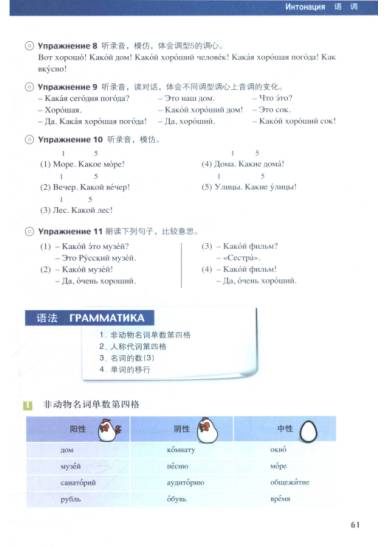 Интонация 语 调
Упражнение 8 听录音，模仿，体会调型5的调心。
Вот хорошо! Какой дом! Какой хороший человек! Какая хорошая погода! Как
вкусно!
Упражнение 9 听录音，读对话，体会不同调型调心上音调的变化。
– Какая сегодня погода? – Это наш дом. – Что это?
– Хорошая. – Какой хороший дом! – Это сок.
– Да. Какая хорошая погода! – Да, хороший. – Какой хороший сок!
Упражнение 10 听录音，模仿。
1 5 1 5
(1) Море. Какое море! (4) Дома. Какие дома!
1 5 1 5
(2) Вечер. Какой вечер! (5) Улицы. Какие улицы!
1 5
(3) Лес. Какой лес!
Упражнение 11 朗读下列句子，比较意思。
(1) – Какой это музей? (3) – Какой фильм?
– Это Русский музей. – «Сестра».
(2) – Какой музей! (4) – Какой фильм!
– Да, очень хороший. – Да, очень хороший.
语法 ГРАММАТИКА
1. 非动物名词单数第四格
2. 人称代词第四格
3. 名词的数(3)
4. 单词的移行
1 非动物名词单数第四格
阳性 阴性 中性
дом комнату окно
музей песню море
санаторий аудиторию общежитие
рубль обувь время
61